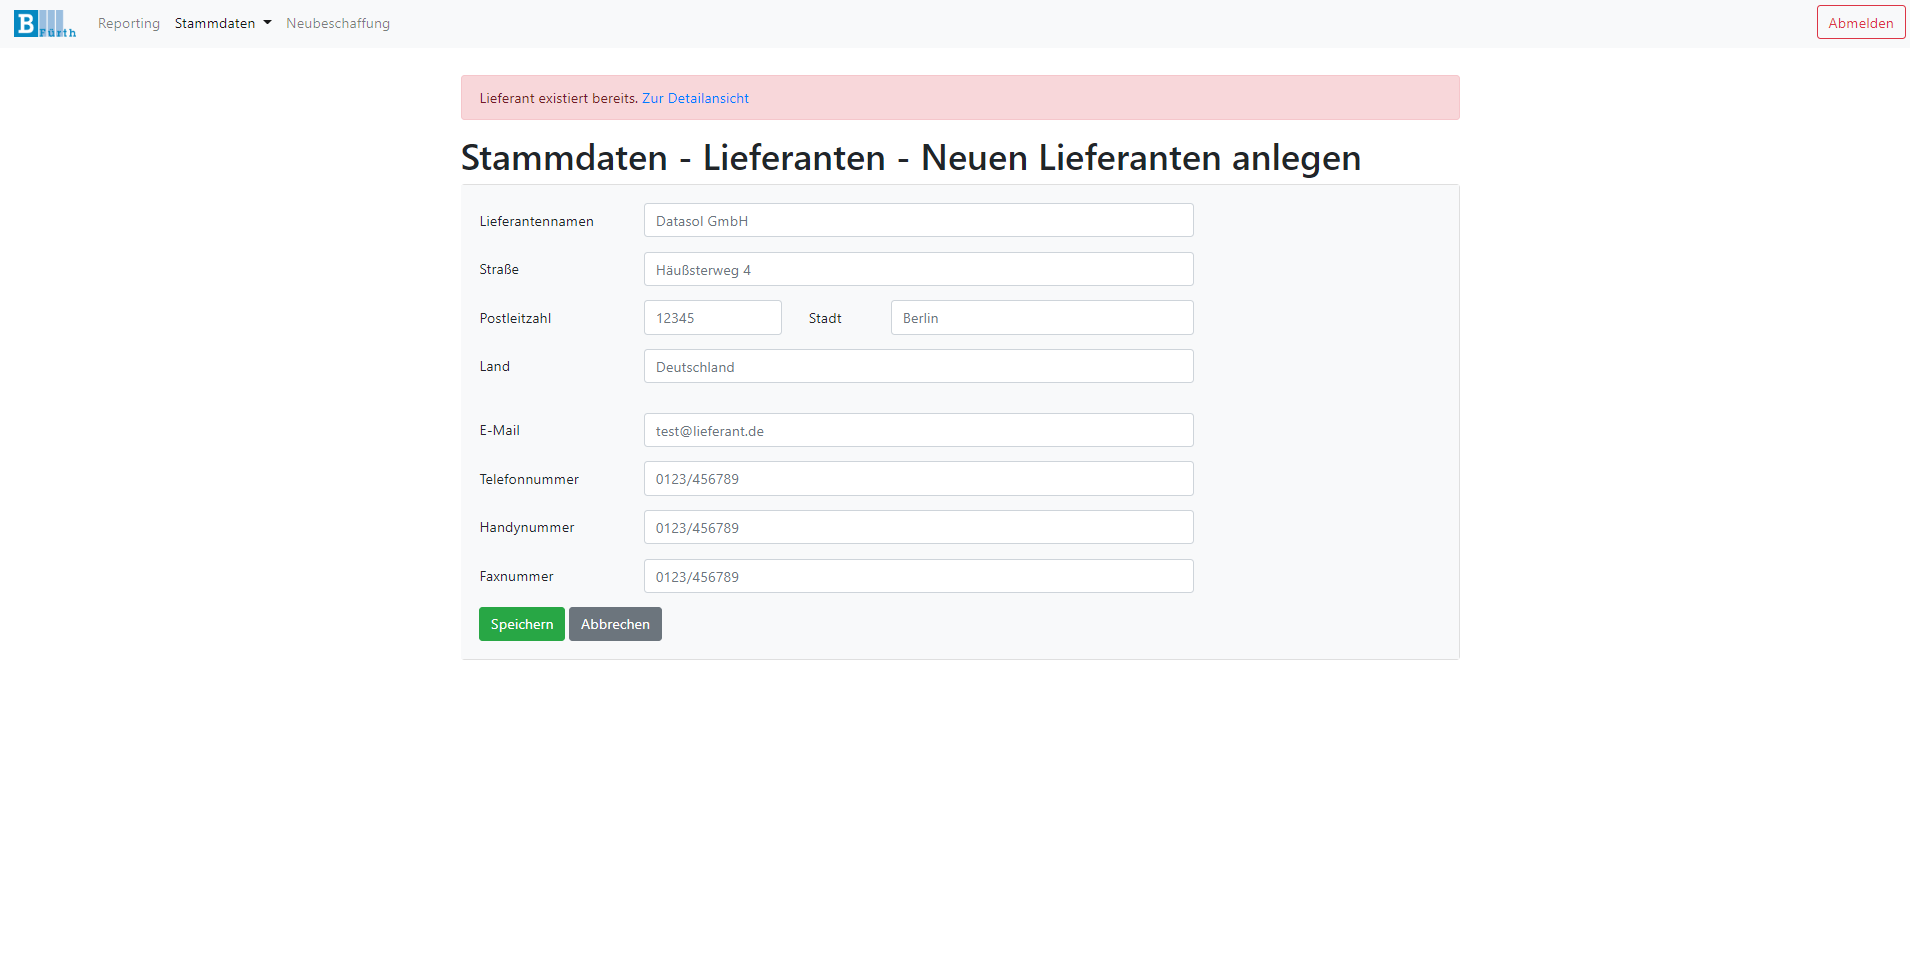 B Fürth Reporting Stammdaten Neubeschaffung Abmelden
Lieferant existiert bereits. Zur Detailansicht
Stammdaten - Lieferanten - Neuen Lieferanten anlegen
Lieferantennamen Datasol GmbH
Straße Häußsterweg 4
Postleitzahl 12345 Stadt Berlin
Land Deutschland
E-Mail test@lieferant.de
Telefonnummer 0123/456789
Handynummer 0123/456789
Faxnummer 0123/456789
Speichern Abbrechen